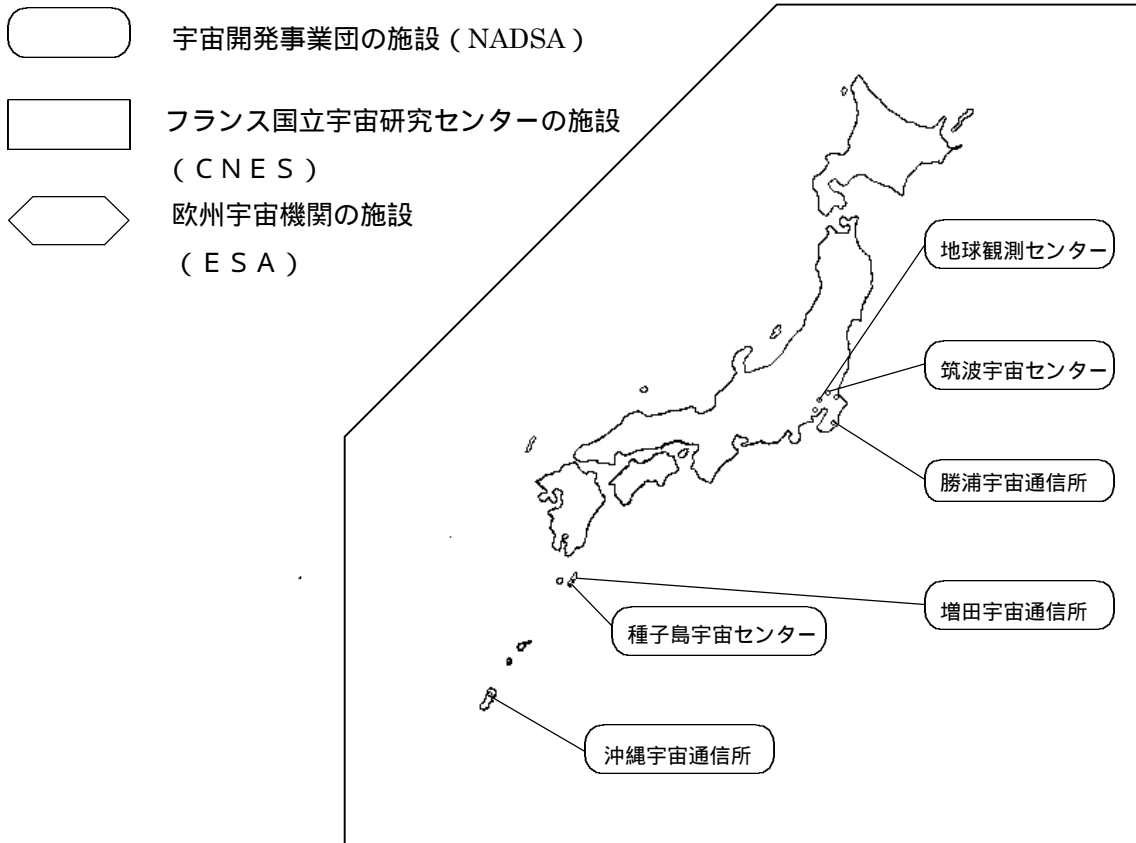 宇宙開発事業団の施設（NADSA）
フランス国立宇宙研究センターの施設
（ＣＮＥＳ）
欧州宇宙機関の施設
（ＥＳＡ）
地球観測センター
筑波宇宙センター
勝浦宇宙通信所
増田宇宙通信所
種子島宇宙センター
沖縄宇宙通信所